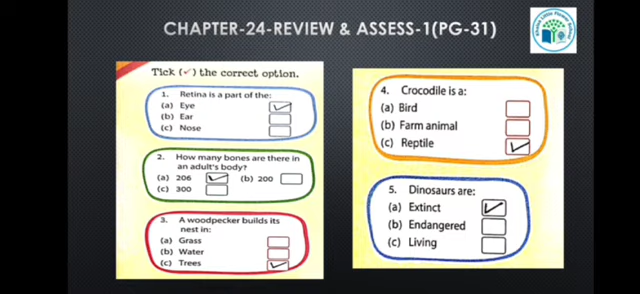 CHAPTER-24-REVIEW & ASSESS-1(PG-31)
Tick (✓) the correct option.
1. Retina is a part of the:
(a) Eye
(b) Ear
(c) Nose
2. How many bones are there in
an adult's body?
(a) 206 (b) 200
(c) 300
3. A woodpecker builds its
nest in:
(a) Grass
(b) Water
(c) Trees
4. Crocodile is a:
(a) Bird
(b) Farm animal
(c) Reptile
5. Dinosaurs are:
(a) Extinct
(b) Endangered
(c) Living